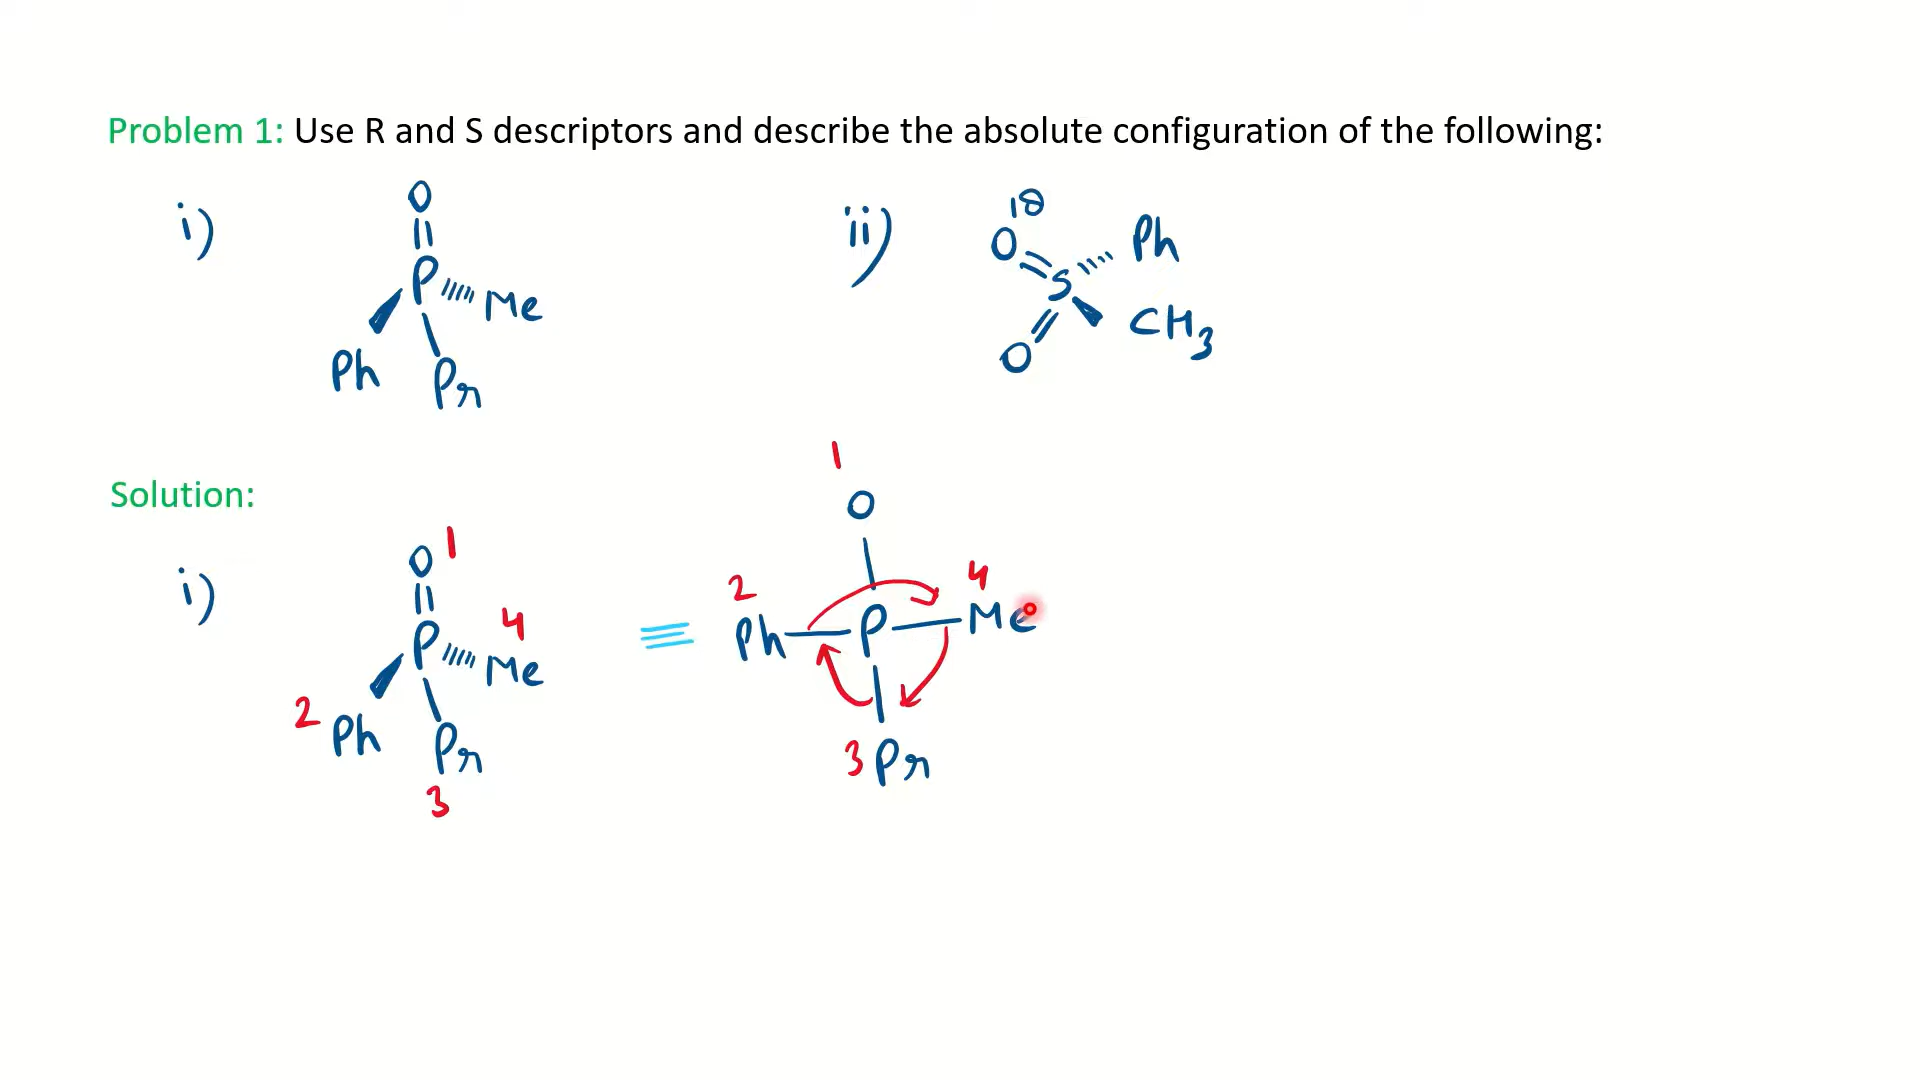 Problem 1: Use R and S descriptors and describe the absolute configuration of the following:
i)
O
P
Me
Ph
Pr
ii)
18
O
Ph
S
CH3
O
Solution:
i)
O 1
P
4
Me
2
Ph
Pr
3
1
O
2
Ph
P
4
Me
3 Pr